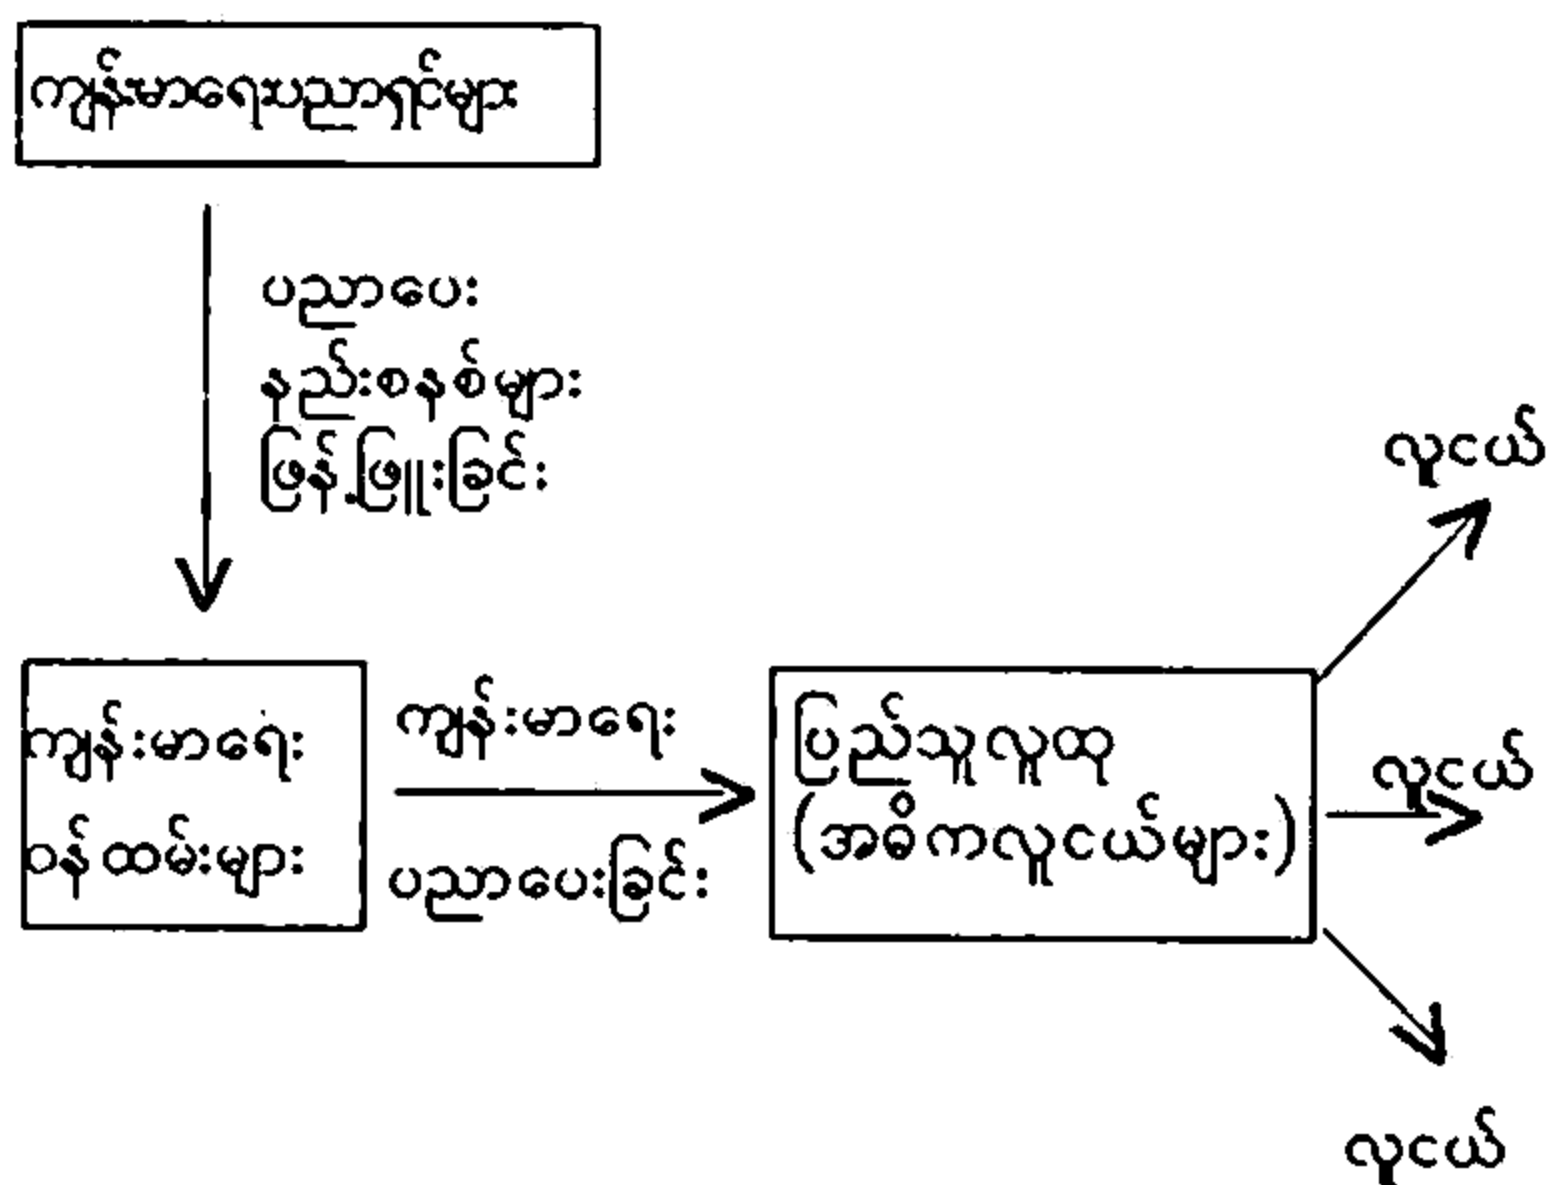 ကျန်းမာရေးပညာရှင်များ
ပညာပေး
နည်းစနစ်များ
ဖြန့်ဖြူးခြင်း
ကျန်းမာရေး
ဝန်ထမ်းများ
ကျန်းမာရေး
ပညာပေးခြင်း
ပြည်သူလူထု
(အဓိကလူငယ်များ)
လူငယ်
လူငယ်
လူငယ်